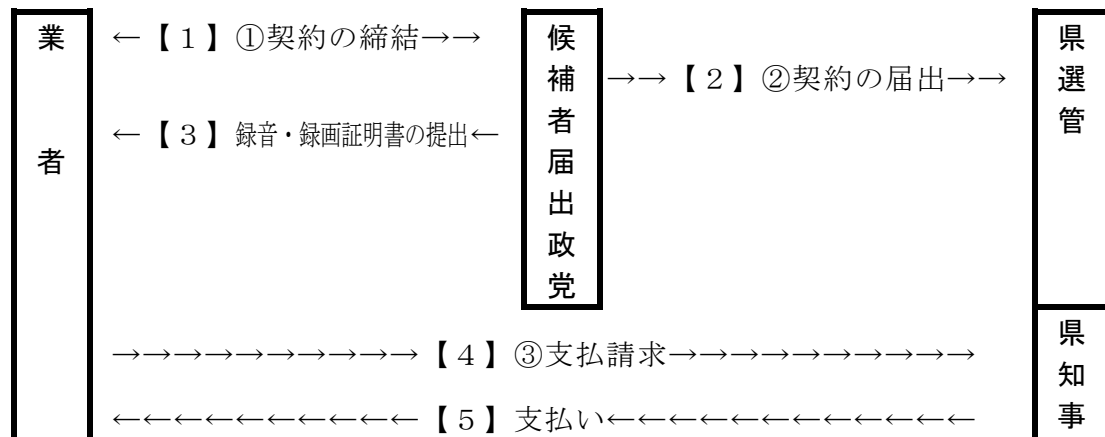 業者
←【１】①契約の締結→→
候補者届出政党
→→【２】②契約の届出→→
県選管
←【３】録音・録画証明書の提出←
県知事
→→→→→→→→→→【４】③支払請求→→→→→→→→→→
←←←←←←←←←←【５】支払い←←←←←←←←←←←←